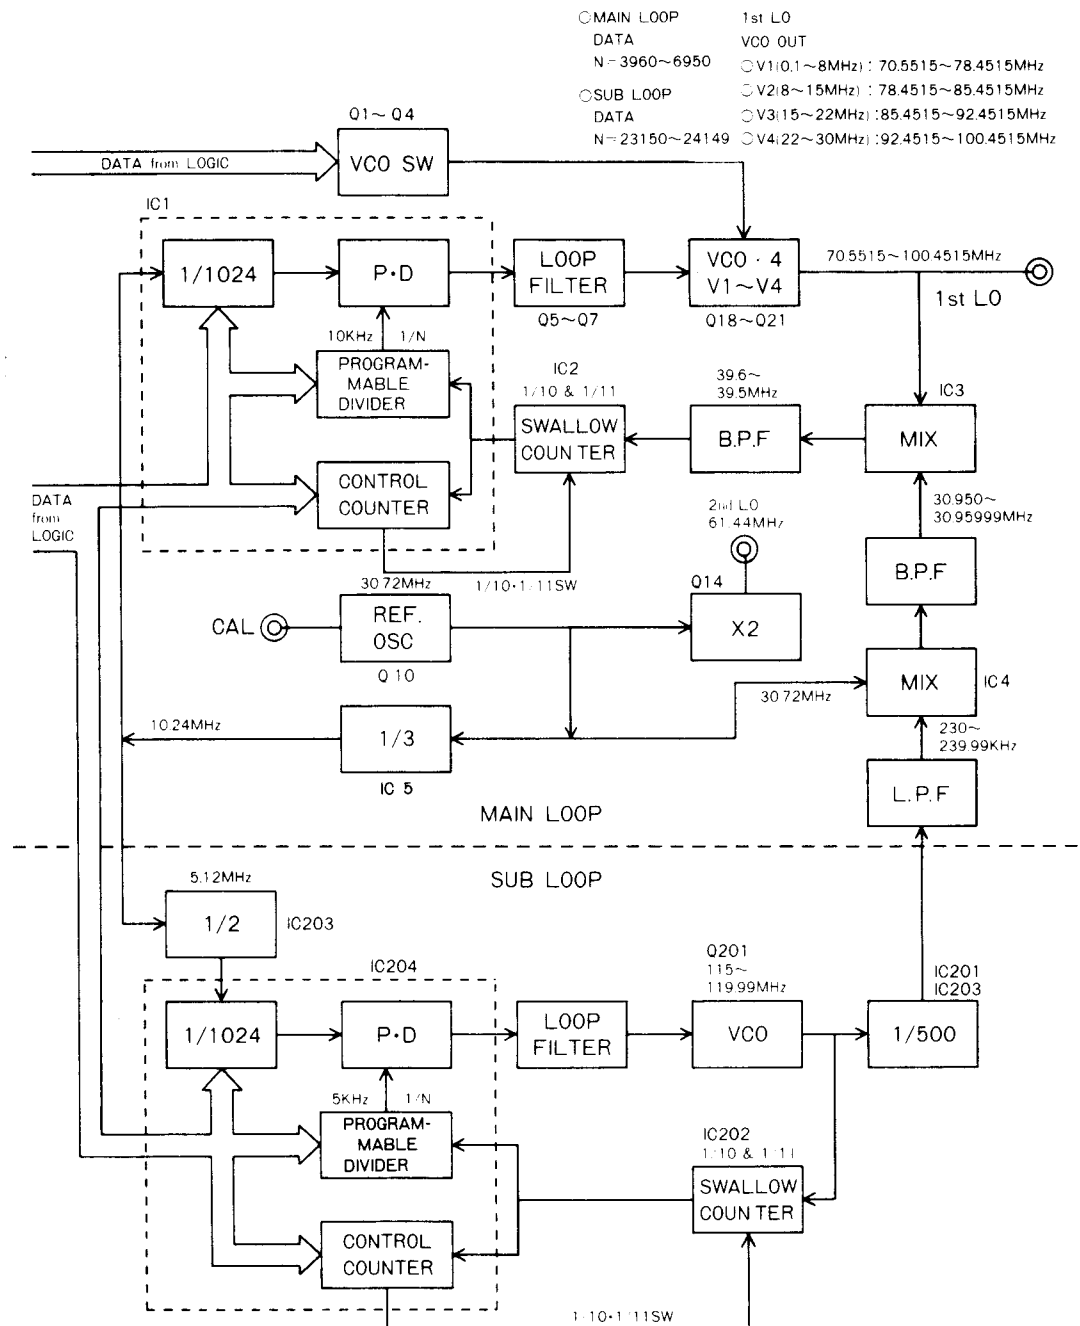 ○MAIN LOOP
DATA
N=3960~6950
○SUB LOOP
DATA
N=23150~24149
1st LO
VCO OUT
○V1(0.1~8MHz) : 70.5515~78.4515MHz
○V2(8~15MHz) : 78.4515~85.4515MHz
○V3(15~22MHz) :85.4515~92.4515MHz
○V4(22~30MHz) :92.4515~100.4515MHz
Q1~Q4
VCO SW
DATA from LOGIC
IC1
1/1024
P·D
LOOP
FILTER
Q5~Q7
VCO·4
V1~V4
Q18~Q21
70.5515~100.4515MHz
1st LO
10KHz
1/N
PROGRAM-
MABLE
DIVIDER
IC2
1/10 & 1/11
SWALLOW
COUNTER
39.6~
39.5MHz
B.P.F
IC3
MIX
CONTROL
COUNTER
DATA
from
LOGIC
1/10·1/11SW
2nd LO
61.44MHz
30.950~
30.95999MHz
B.P.F
30.72MHz
CAL
REF.
OSC
Q10
Q14
X2
30.72MHz
MIX
IC4
10.24MHz
1/3
IC5
230~
239.99KHz
L.P.F
MAIN LOOP
SUB LOOP
5.12MHz
1/2
IC203
IC204
1/1024
P·D
LOOP
FILTER
Q201
115~
119.99MHz
VCO
IC201
IC203
1/500
5KHz
1/N
PROGRAM-
MABLE
DIVIDER
IC202
1/10 & 1/11
SWALLOW
COUNTER
CONTROL
COUNTER
1/10·1/11SW